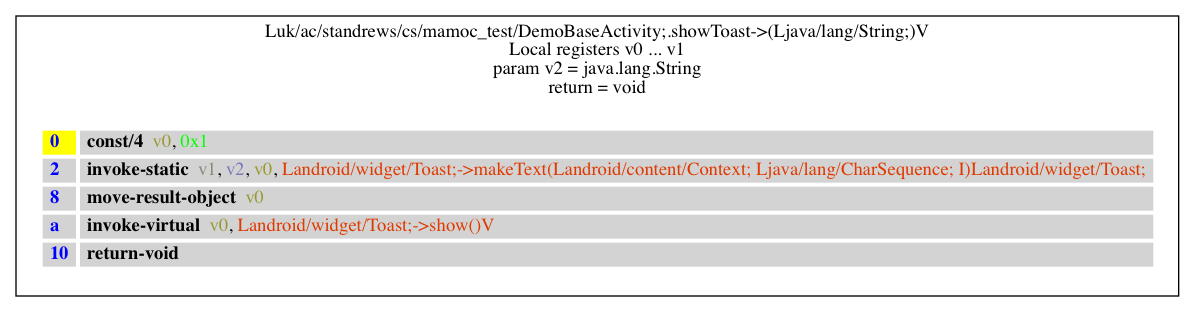 Luk/ac/standrews/cs/mamoc_test/DemoBaseActivity;.showToast->(Ljava/lang/String;)V
Local registers v0 ... v1
param v2 = java.lang.String
return = void
0 const/4 v0, 0x1
2 invoke-static v1, v2, v0, Landroid/widget/Toast;->makeText(Landroid/content/Context; Ljava/lang/CharSequence; I)Landroid/widget/Toast;
8 move-result-object v0
a invoke-virtual v0, Landroid/widget/Toast;->show()V
10 return-void